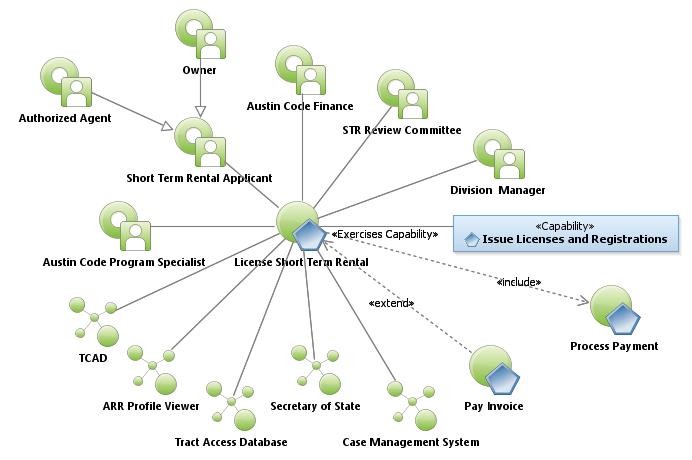 Owner
Authorized Agent
Austin Code Finance
STR Review Committee
Short Term Rental Applicant
Division  Manager
«Capability»
Issue Licenses and Registrations
«Exercises Capability»
Austin Code Program Specialist
License Short Term Rental
«include»
«extend»
Process Payment
TCAD
ARR Profile Viewer
Secretary of State
Pay Invoice
Tract Access Database
Case Management System